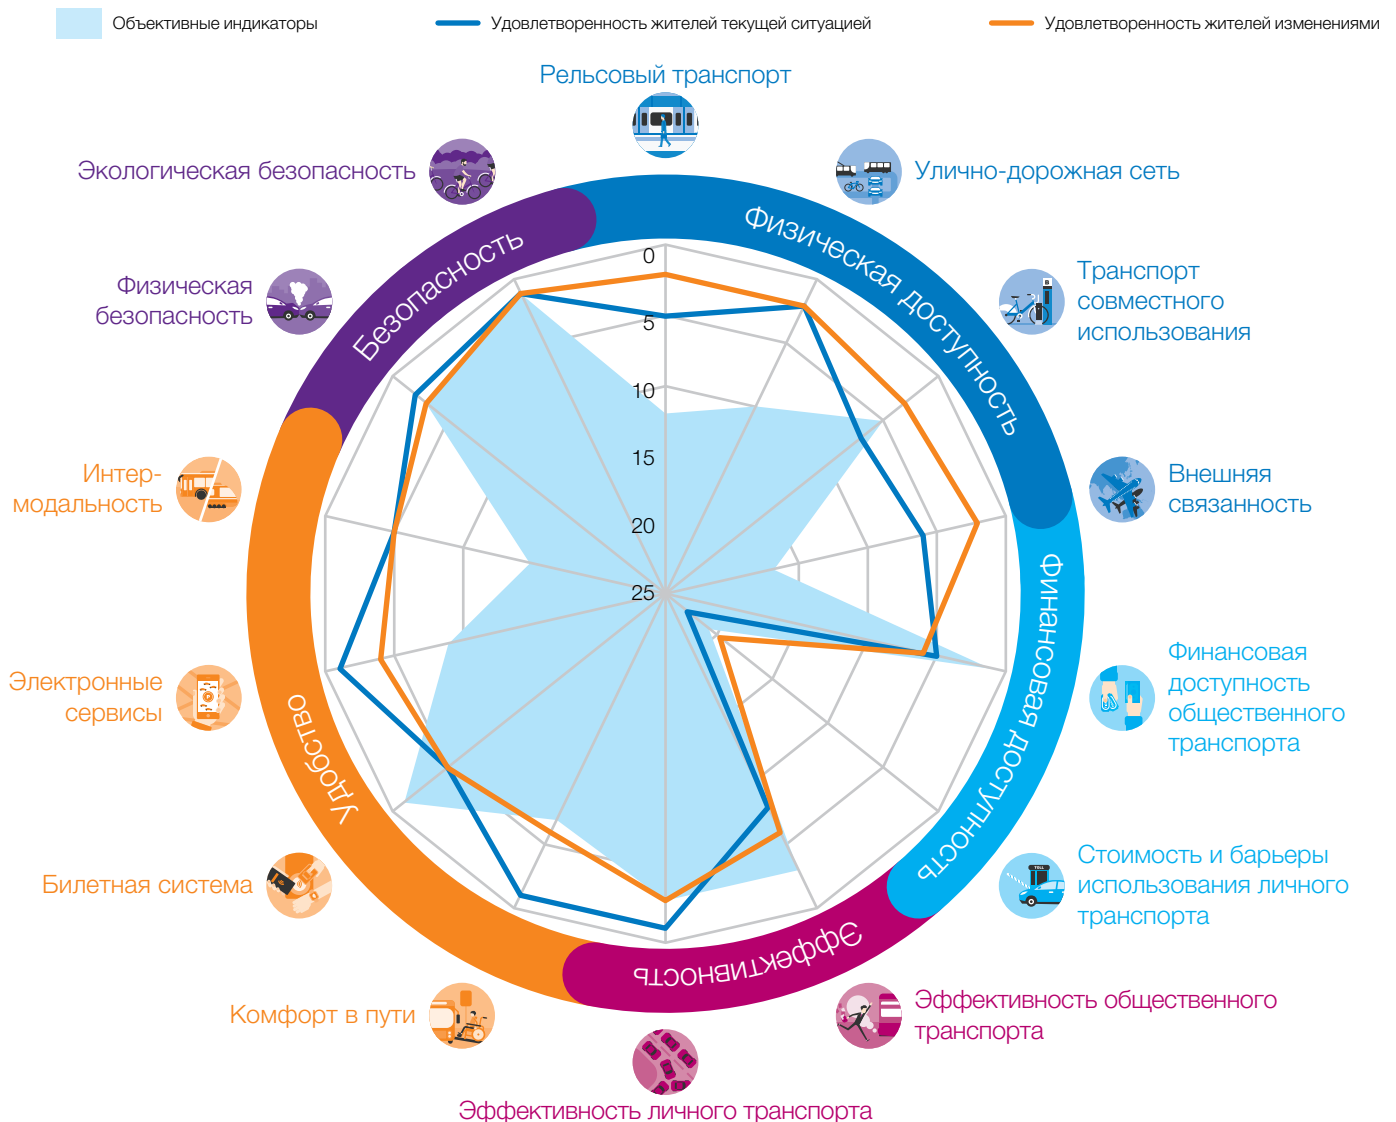 Объективные индикаторы
Удовлетворенность жителей текущей ситуацией
Удовлетворенность жителей изменениями
Рельсовый транспорт
Экологическая безопасность
Улично-дорожная сеть
Физическая
безопасность
Транспорт
совместного
использования
Безопасность
Физическая доступность
0
5
10
15
20
25
Интер-
модальность
Внешняя
связанность
Финансовая доступность
Электронные
сервисы
Финансовая
доступность
общественного
транспорта
Удобство
Билетная система
TOLL
Стоимость и барьеры
использования личного
транспорта
Эффективность
Комфорт в пути
Эффективность общественного
транспорта
Эффективность личного транспорта